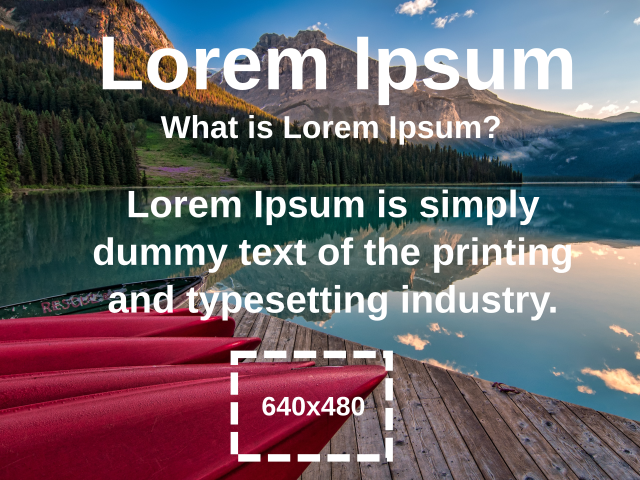 Lorem Ipsum
What is Lorem Ipsum?
Lorem Ipsum is simply
dummy text of the printing
and typesetting industry.
640x480